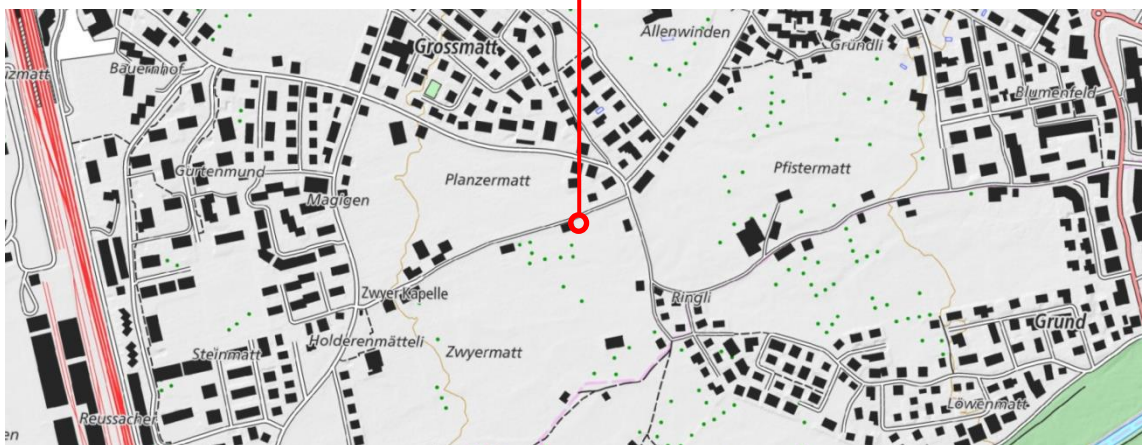 Allenwinden
Grossmatt
Gründli
Bauernhof
Blumenfeld
Gurtenmund
Planzermatt
Pfistermatt
Magigen
Zwyer Kapelle
Ringli
Grund
Holderenmätteli
Steinmatt
Zwyermatt
Löwenmatt
Reussacher